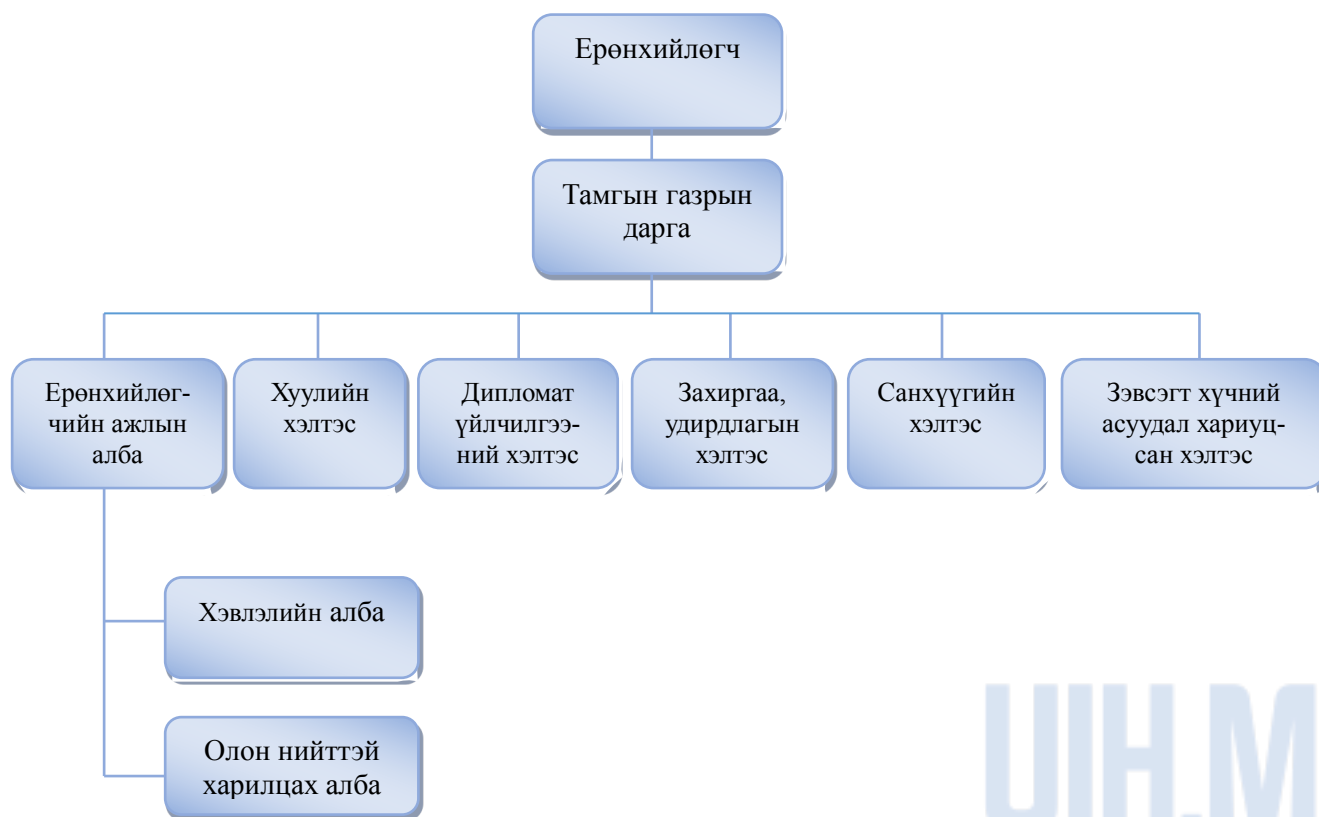 Ерөнхийлөгч
Тамгын газрын
дарга
Ерөнхийлөг-
чийн ажлын
алба
Хуулийн
хэлтэс
Дипломат
үйлчилгээ-
ний хэлтэс
Захиргаа,
удирдлагын
хэлтэс
Санхүүгийн
хэлтэс
Зэвсэгт хүчний
асуудал хариуц-
сан хэлтэс
Хэвлэлийн алба
Олон нийттэй
харилцах алба
UIH.M